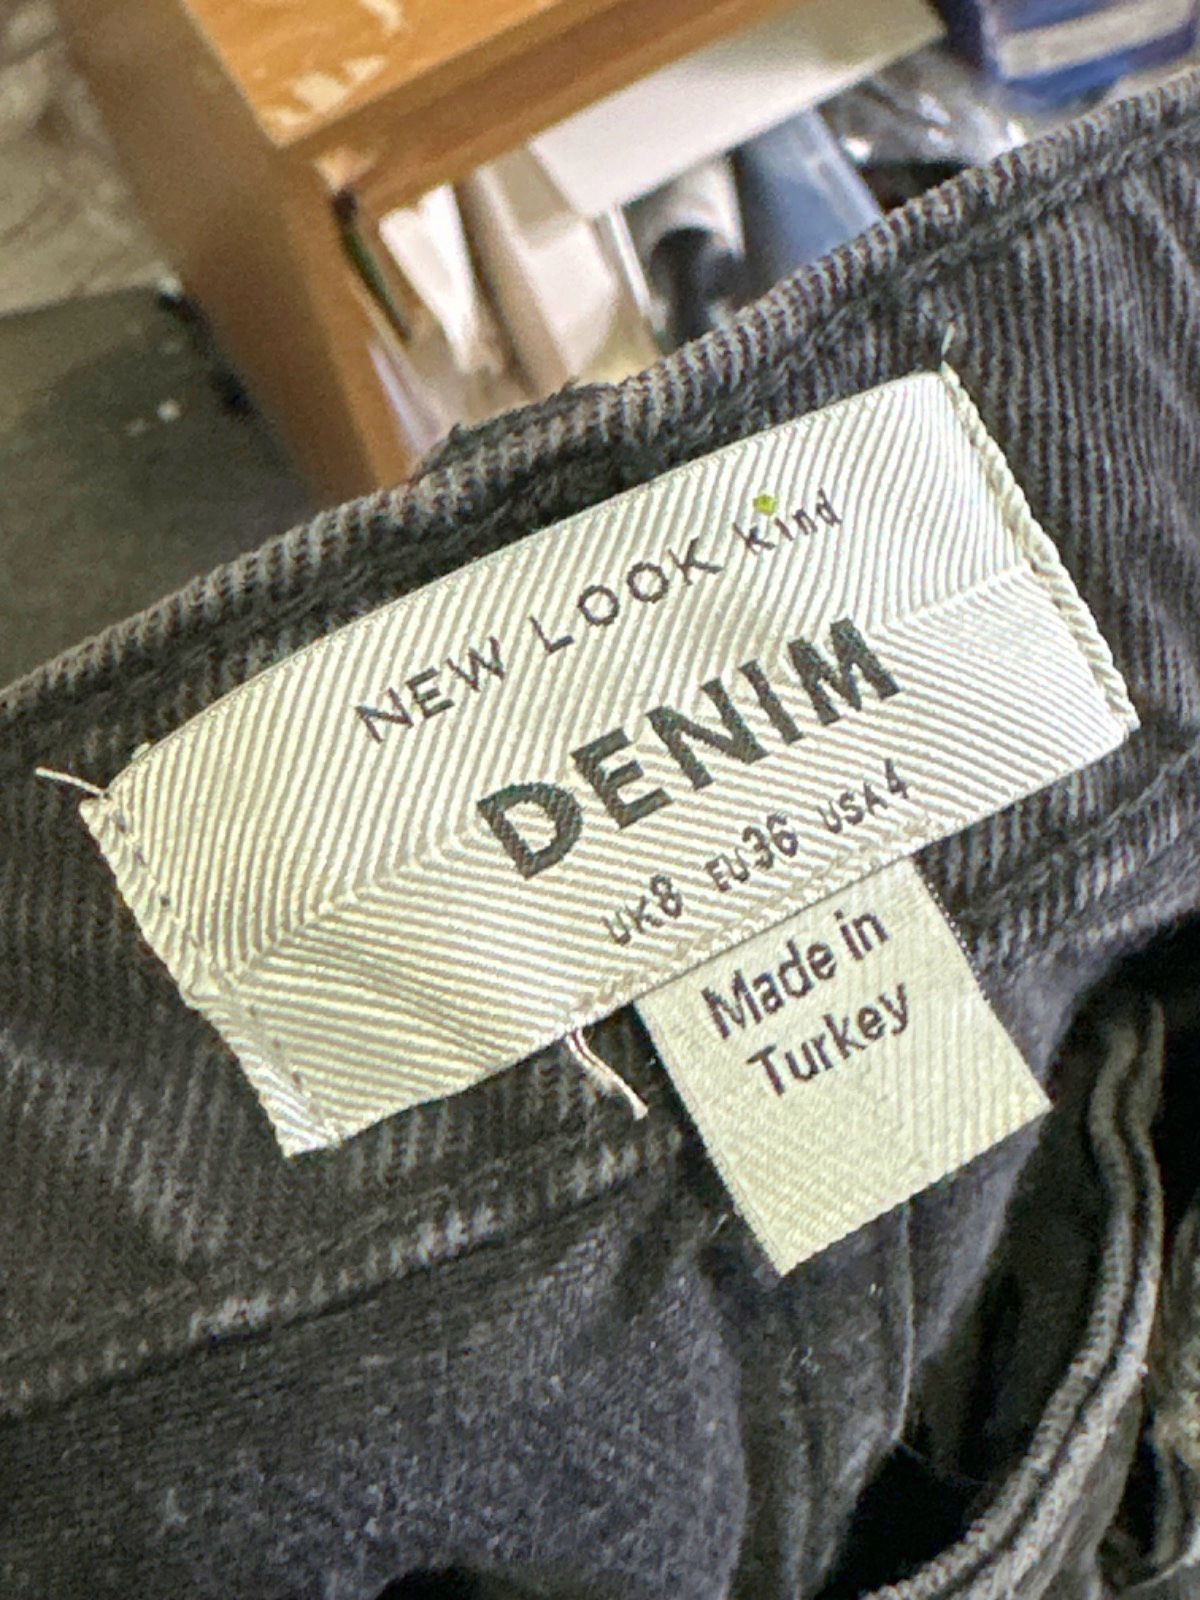 NEW LOOK kind
DENIM
UK8 EU36 USA4
Made in
Turkey